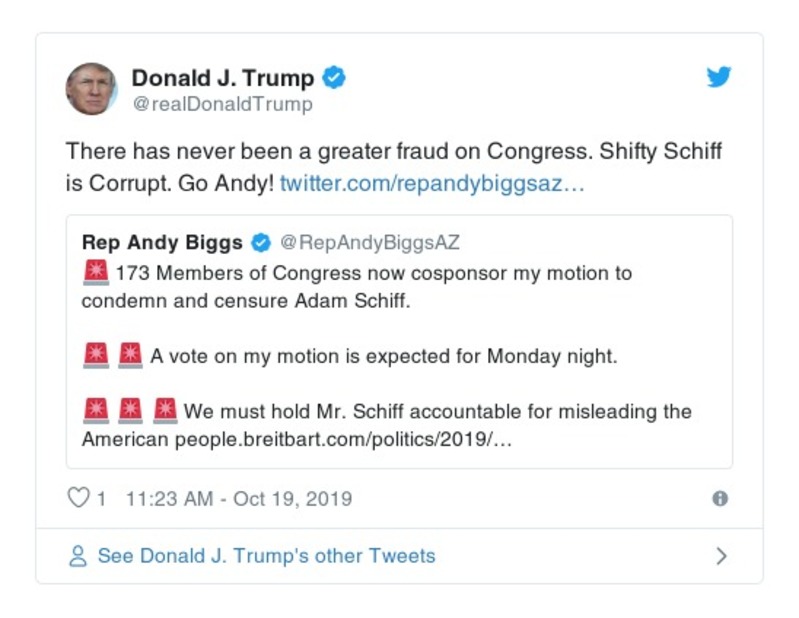 Donald J. Trump
@realDonaldTrump
There has never been a greater fraud on Congress. Shifty Schiff
is Corrupt. Go Andy! twitter.com/repandybiggsaz…
Rep Andy Biggs @RepAndyBiggsAZ
🚨 173 Members of Congress now cosponsor my motion to
condemn and censure Adam Schiff.
🚨 🚨 A vote on my motion is expected for Monday night.
🚨 🚨 🚨 We must hold Mr. Schiff accountable for misleading the
American people.breitbart.com/politics/2019/…
1 11:23 AM - Oct 19, 2019
See Donald J. Trump's other Tweets